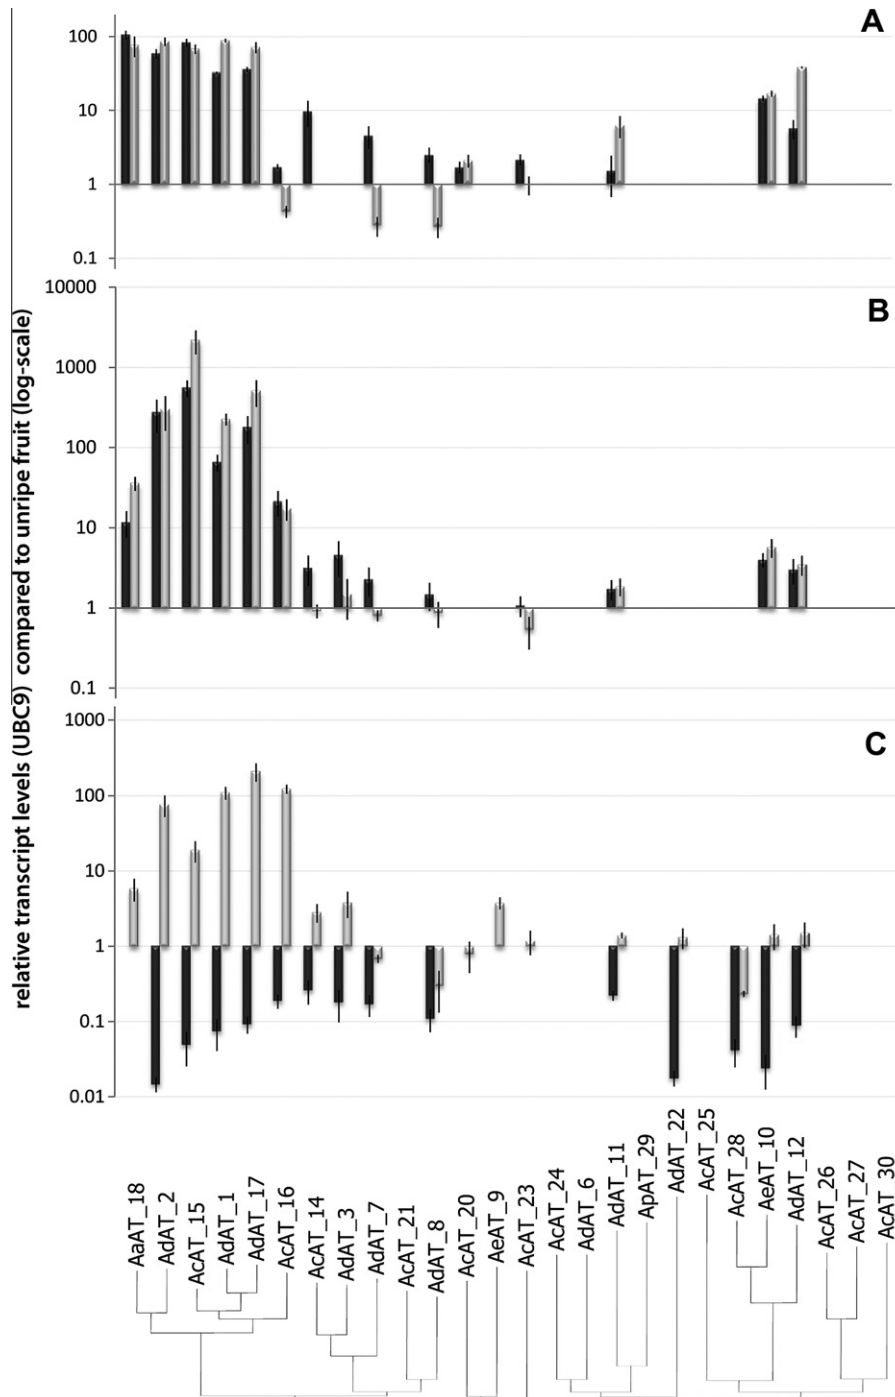 A
100
10
1
0.1
B
10000
1000
100
10
1
0.1
C
1000
100
10
1
0.1
0.01
relative transcript levels (UBC9) compared to unripe fruit (log-scale)
AaAT_18
AdAT_2
AcAT_15
AdAT_1
AdAT_17
AcAT_16
AcAT_14
AdAT_3
AdAT_7
AcAT_21
AdAT_8
AcAT_20
AeAT_9
AcAT_23
AcAT_24
AdAT_6
AdAT_11
ApAT_29
AdAT_22
AcAT_25
AcAT_28
AeAT_10
AdAT_12
AcAT_26
AcAT_27
AcAT_30